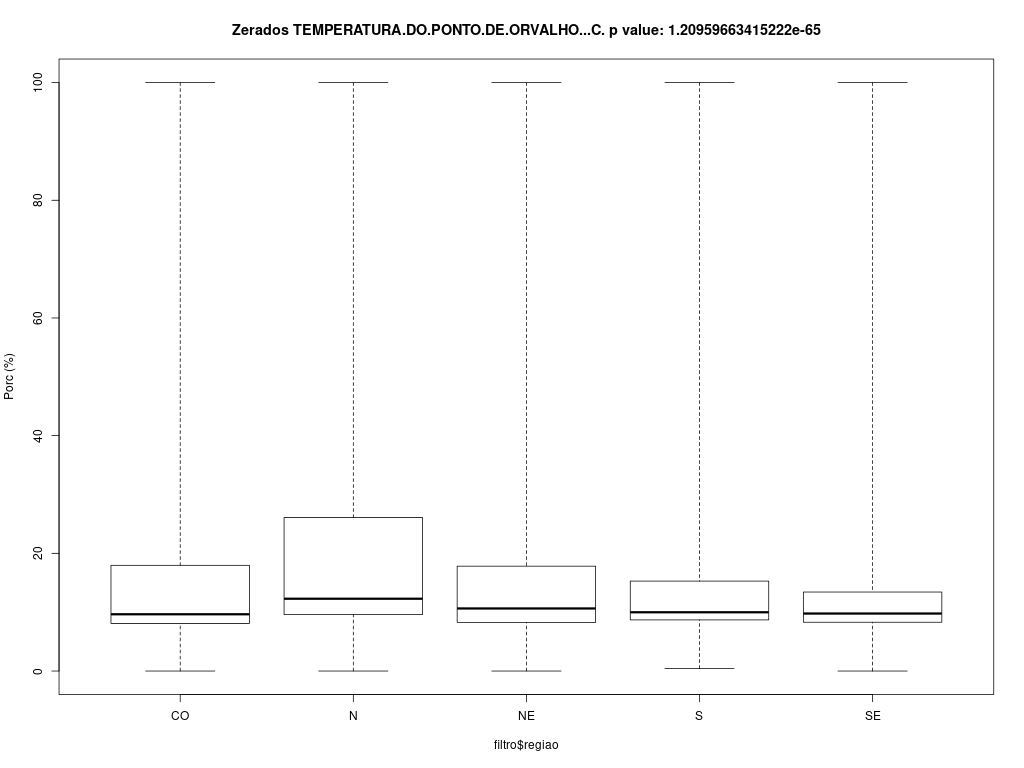 Zerados TEMPERATURA.DO.PONTO.DE.ORVALHO...C. p value: 1.20959663415222e-65
100
80
60
40
20
0
Porc (%)
CO N NE S SE
filtro$regiao